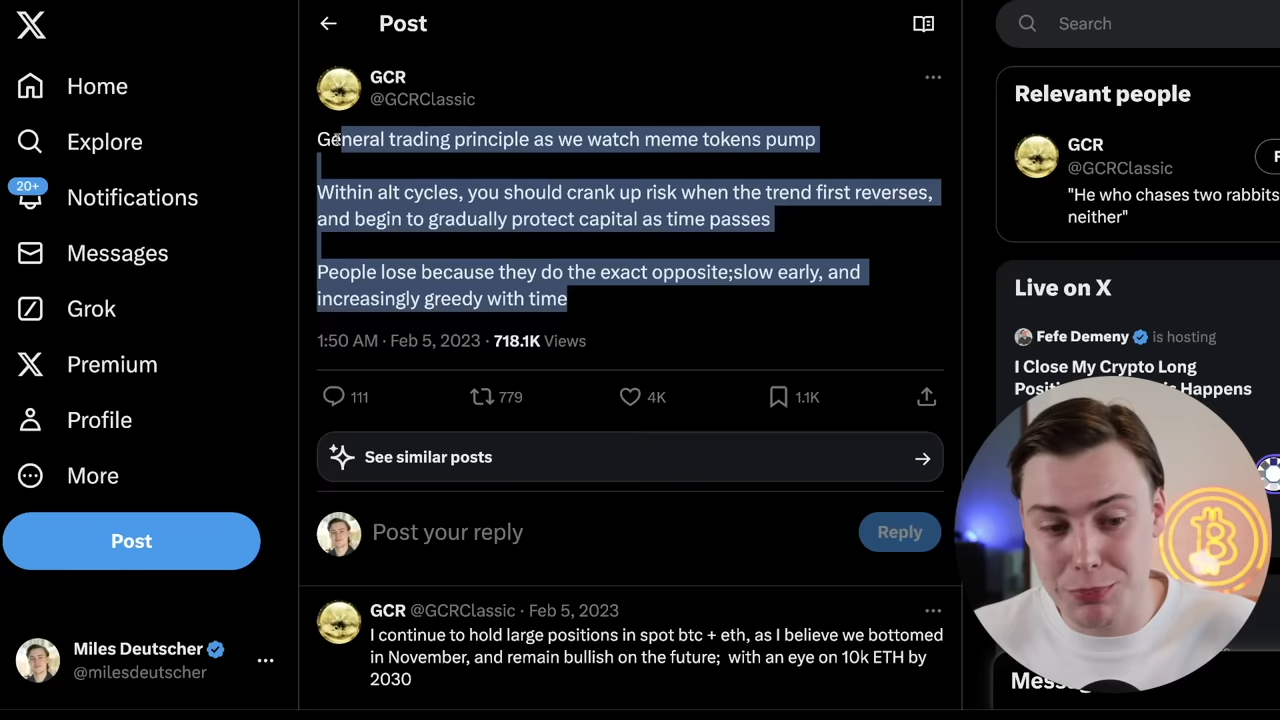 Home
Explore
20+
Notifications
Messages
Grok
Premium
Profile
More
Post
Miles Deutscher
@milesdeutscher
Post
GCR
@GCRClassic
General trading principle as we watch meme tokens pump
Within alt cycles, you should crank up risk when the trend first reverses,
and begin to gradually protect capital as time passes
People lose because they do the exact opposite;slow early, and
increasingly greedy with time
1:50 AM · Feb 5, 2023 · 718.1K Views
111
779
4K
1.1K
See similar posts
Post your reply
Reply
GCR @GCRClassic · Feb 5, 2023
I continue to hold large positions in spot btc + eth, as I believe we bottomed
in November, and remain bullish on the future; with an eye on 10k ETH by
2030
Search
Relevant people
GCR
@GCRClassic
"He who chases two rabbits
neither"
Live on X
Fefe Demeny is hosting
I Close My Crypto Long
Happens